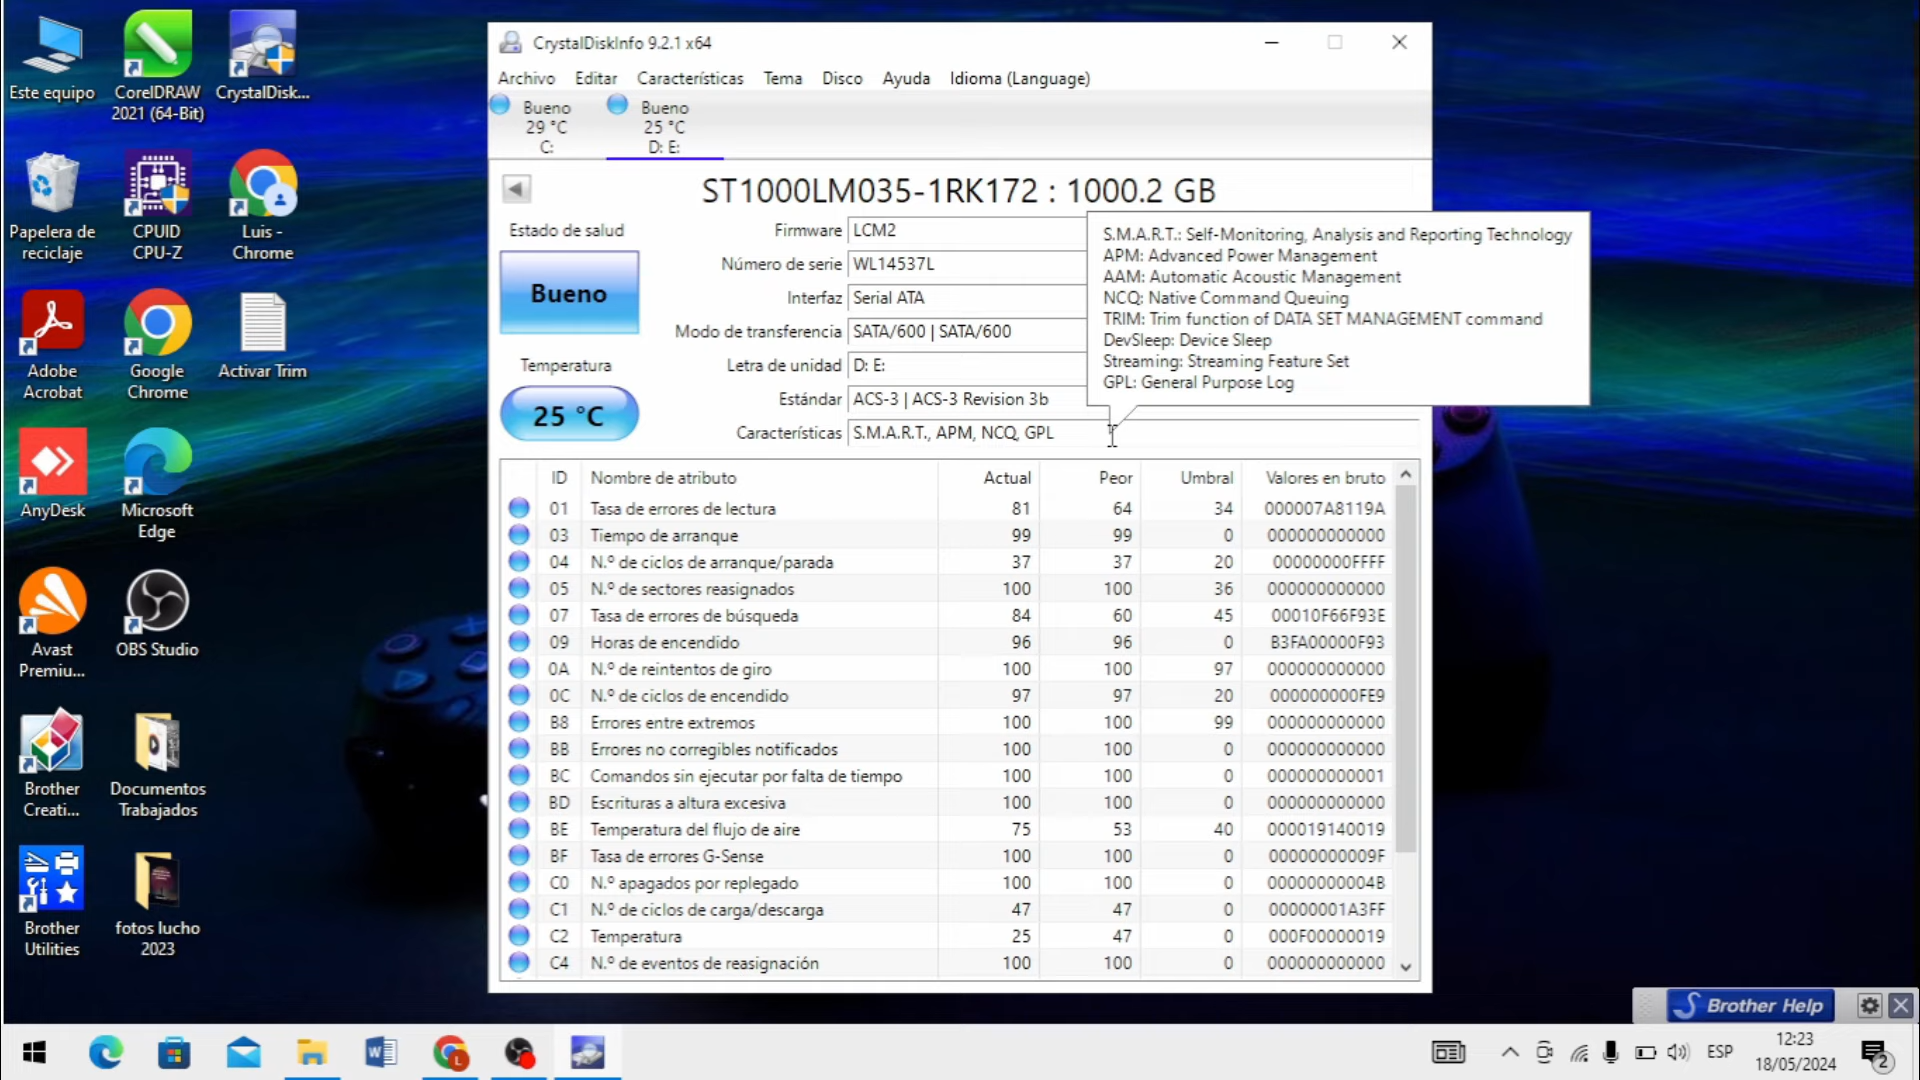 Este equipo
CorelDRAW
2021 (64-Bit)
CrystalDisk...
Papelera de
reciclaje
CPUID
CPU-Z
Luis -
Chrome
Adobe
Acrobat
Google
Chrome
Activar Trim
AnyDesk
Microsoft
Edge
Avast
Premiu...
OBS Studio
Brother
Creati...
Documentos
Trabajados
Brother
Utilities
fotos lucho
2023
CrystalDiskInfo 9.2.1 x64
Archivo Editar Características Tema Disco Ayuda Idioma (Language)
Bueno
29 °C
C:
Bueno
25 °C
D: E:
ST1000LM035-1RK172 : 1000.2 GB
Estado de salud
Bueno
Temperatura
25 °C
Firmware LCM2
Número de serie WL14537L
Interfaz Serial ATA
Modo de transferencia SATA/600 | SATA/600
Letra de unidad D: E:
Estándar ACS-3 | ACS-3 Revision 3b
Características S.M.A.R.T., APM, NCQ, GPL
S.M.A.R.T.: Self-Monitoring, Analysis and Reporting Technology
APM: Advanced Power Management
AAM: Automatic Acoustic Management
NCQ: Native Command Queuing
TRIM: Trim function of DATA SET MANAGEMENT command
DevSleep: Device Sleep
Streaming: Streaming Feature Set
GPL: General Purpose Log
ID Nombre de atributo Actual Peor Umbral Valores en bruto
01 Tasa de errores de lectura 81 64 34 000007A8119A
03 Tiempo de arranque 99 99 0 000000000000
04 N.º de ciclos de arranque/parada 37 37 20 00000000FFFF
05 N.º de sectores reasignados 100 100 36 000000000000
07 Tasa de errores de búsqueda 84 60 45 00010F66F93E
09 Horas de encendido 96 96 0 B3FA00000F93
0A N.º de reintentos de giro 100 100 97 000000000000
0C N.º de ciclos de encendido 97 97 20 000000000FE9
B8 Errores entre extremos 100 100 99 000000000000
BB Errores no corregibles notificados 100 100 0 000000000000
BC Comandos sin ejecutar por falta de tiempo 100 100 0 000000000001
BD Escrituras a altura excesiva 100 100 0 000000000000
BE Temperatura del flujo de aire 75 53 40 000019140019
BF Tasa de errores G-Sense 100 100 0 00000000009F
C0 N.º apagados por replegado 100 100 0 00000000004B
C1 N.º de ciclos de carga/descarga 47 47 0 00000001A3FF
C2 Temperatura 25 47 0 000F00000019
C4 N.º de eventos de reasignación 100 100 0 000000000000
Brother Help
ESP
12:23
18/05/2024
2